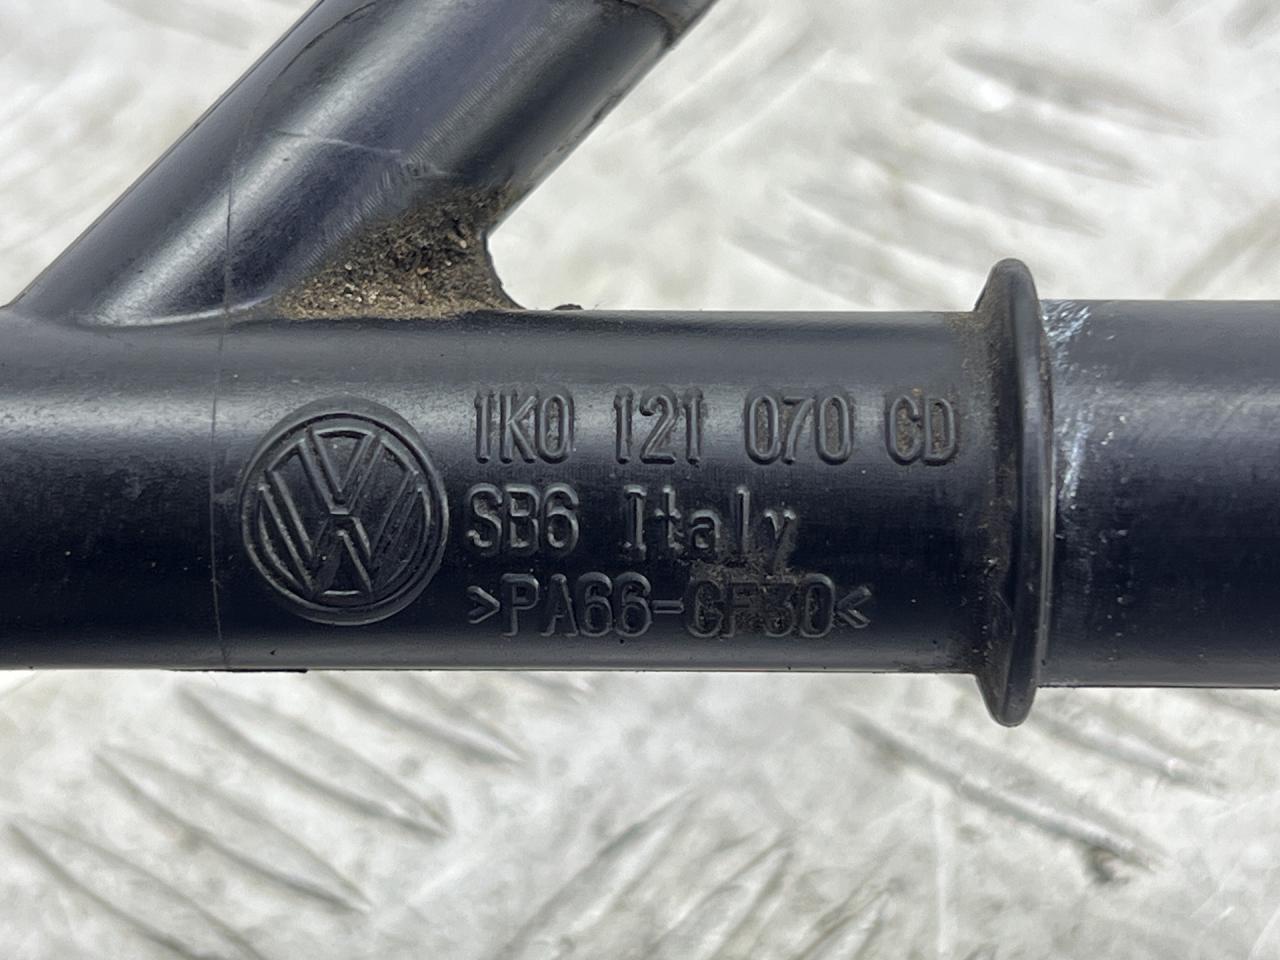 1K0 121 070 CD
SB6 Italy
>PA66-GF30<